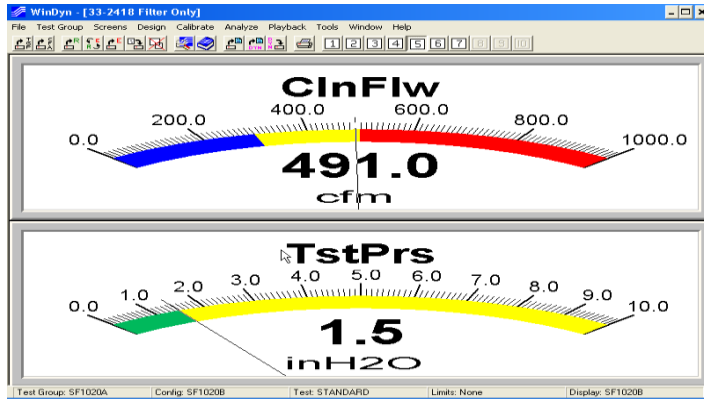 WinDyn - [33-2418 Filter Only]
File Test Group Screens Design Calibrate Analyze Playback Tools Window Help
1 2 3 4 5 6 7 8 9 10
ClnFlw
0.0 200.0 400.0 600.0 800.0 1000.0
491.0
cfm
TstPrs
0.0 1.0 2.0 3.0 4.0 5.0 6.0 7.0 8.0 9.0 10.0
1.5
inH2O
Test Group: SF1020A Config: SF1020B Test: STANDARD Limits: None Display: SF1020B